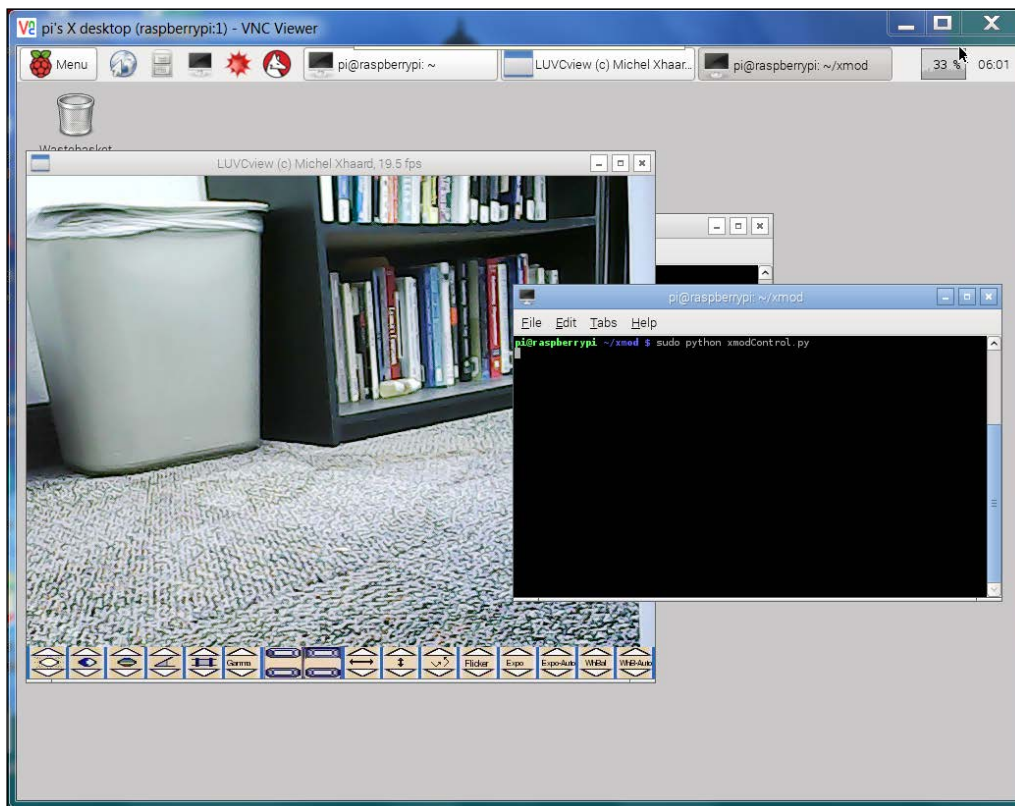 pi's X desktop (raspberrypi:1) - VNC Viewer
Menu
pi@raspberrypi: ~
LUVCview (c) Michel Xhaar...
pi@raspberrypi: ~/xmod
33 %
06:01
Wastebasket
LUVCview (c) Michel Xhaard, 19.5 fps
pi@raspberrypi: ~/xmod
File Edit Tabs Help
pi@raspberrypi ~/xmod $ sudo python xmodControl.py
Gamma
Flicker
Expo
Expo-Auto
WhBal
WhB-Auto